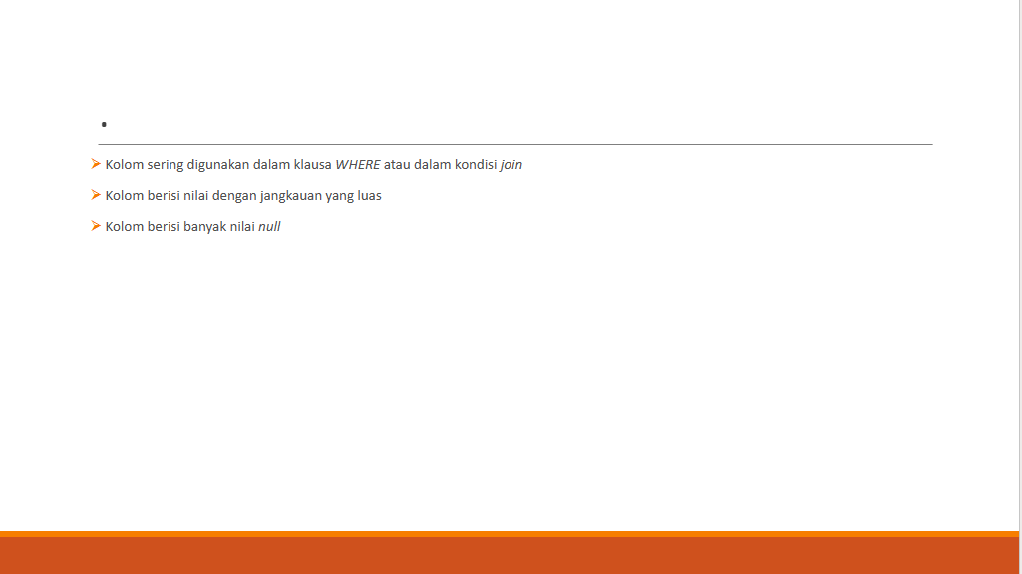 •
➢ Kolom sering digunakan dalam klausa WHERE atau dalam kondisi join
➢ Kolom berisi nilai dengan jangkauan yang luas
➢ Kolom berisi banyak nilai null